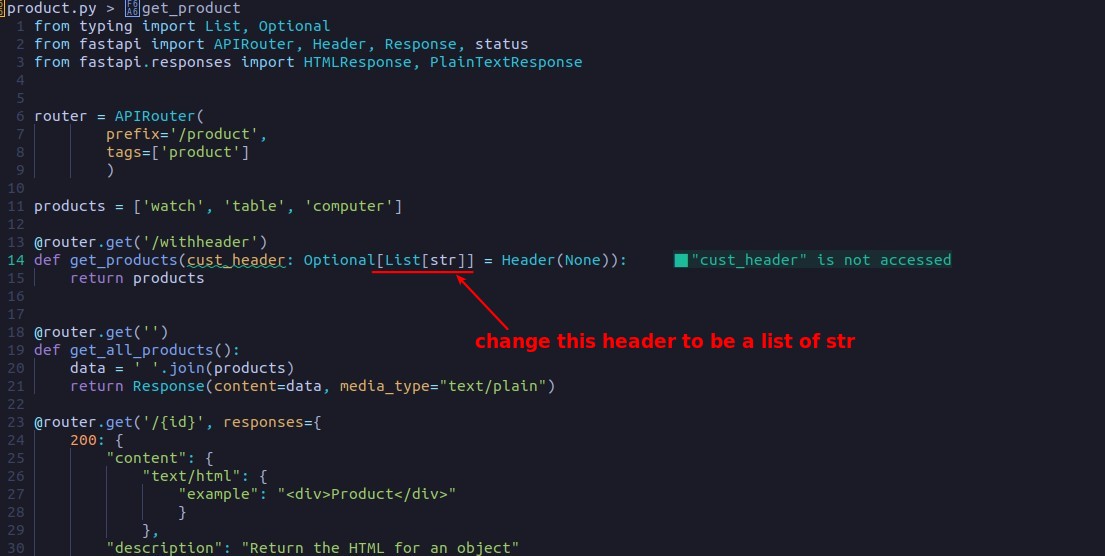 product.py > get_product
1 from typing import List, Optional
2 from fastapi import APIRouter, Header, Response, status
3 from fastapi.responses import HTMLResponse, PlainTextResponse
4
5
6 router = APIRouter(
7         prefix='/product',
8         tags=['product']
9         )
10
11 products = ['watch', 'table', 'computer']
12
13 @router.get('/withheader')
14 def get_products(cust_header: Optional[List[str]] = Header(None)):     "cust_header" is not accessed
15     return products
16
17
change this header to be a list of str
18 @router.get('')
19 def get_all_products():
20     data = ' '.join(products)
21     return Response(content=data, media_type="text/plain")
22
23 @router.get('/{id}', responses={
24     200: {
25         "content": {
26             "text/html": {
27                 "example": "<div>Product</div>"
28                 }
29             },
30         "description": "Return the HTML for an object"